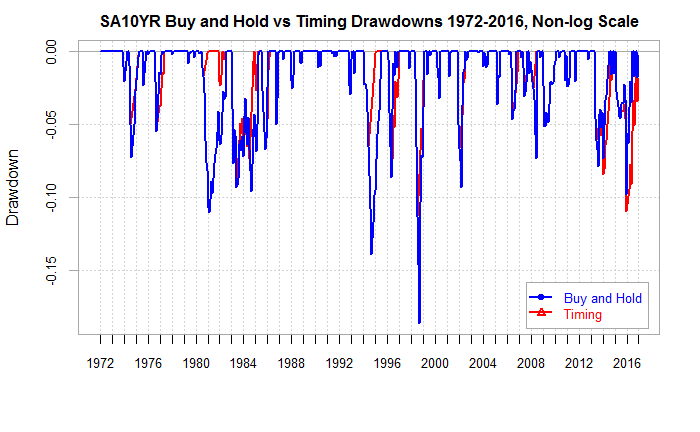 SA10YR Buy and Hold vs Timing Drawdowns 1972-2016, Non-log Scale
Drawdown
0.00
-0.05
-0.10
-0.15
Buy and Hold
Timing
1972 1976 1980 1984 1988 1992 1996 2000 2004 2008 2012 2016